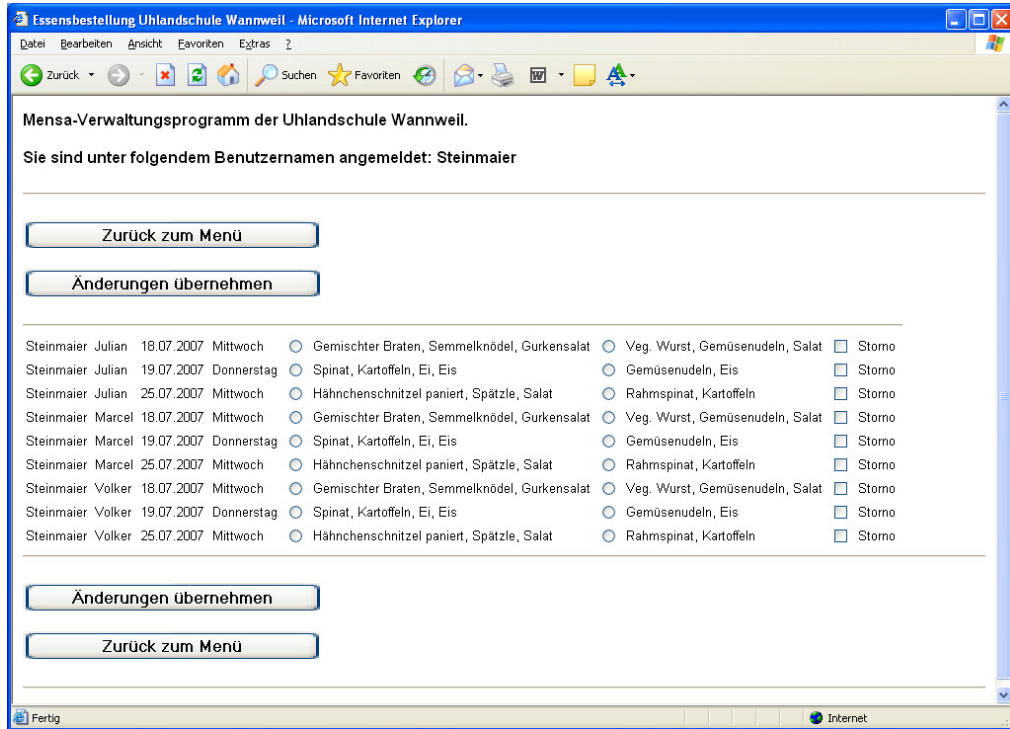 Essensbestellung Uhlandschule Wannweil - Microsoft Internet Explorer
Datei Bearbeiten Ansicht Favoriten Extras ?
Zurück Suchen Favoriten
Mensa-Verwaltungsprogramm der Uhlandschule Wannweil.
Sie sind unter folgendem Benutzernamen angemeldet: Steinmaier
Zurück zum Menü
Änderungen übernehmen
Steinmaier Julian 18.07.2007 Mittwoch Gemischter Braten, Semmelknödel, Gurkensalat Veg. Wurst, Gemüsenudeln, Salat Storno
Steinmaier Julian 19.07.2007 Donnerstag Spinat, Kartoffeln, Ei, Eis Gemüsenudeln, Eis Storno
Steinmaier Julian 25.07.2007 Mittwoch Hähnchenschnitzel paniert, Spätzle, Salat Rahmspinat, Kartoffeln Storno
Steinmaier Marcel 18.07.2007 Mittwoch Gemischter Braten, Semmelknödel, Gurkensalat Veg. Wurst, Gemüsenudeln, Salat Storno
Steinmaier Marcel 19.07.2007 Donnerstag Spinat, Kartoffeln, Ei, Eis Gemüsenudeln, Eis Storno
Steinmaier Marcel 25.07.2007 Mittwoch Hähnchenschnitzel paniert, Spätzle, Salat Rahmspinat, Kartoffeln Storno
Steinmaier Volker 18.07.2007 Mittwoch Gemischter Braten, Semmelknödel, Gurkensalat Veg. Wurst, Gemüsenudeln, Salat Storno
Steinmaier Volker 19.07.2007 Donnerstag Spinat, Kartoffeln, Ei, Eis Gemüsenudeln, Eis Storno
Steinmaier Volker 25.07.2007 Mittwoch Hähnchenschnitzel paniert, Spätzle, Salat Rahmspinat, Kartoffeln Storno
Änderungen übernehmen
Zurück zum Menü
Fertig Internet